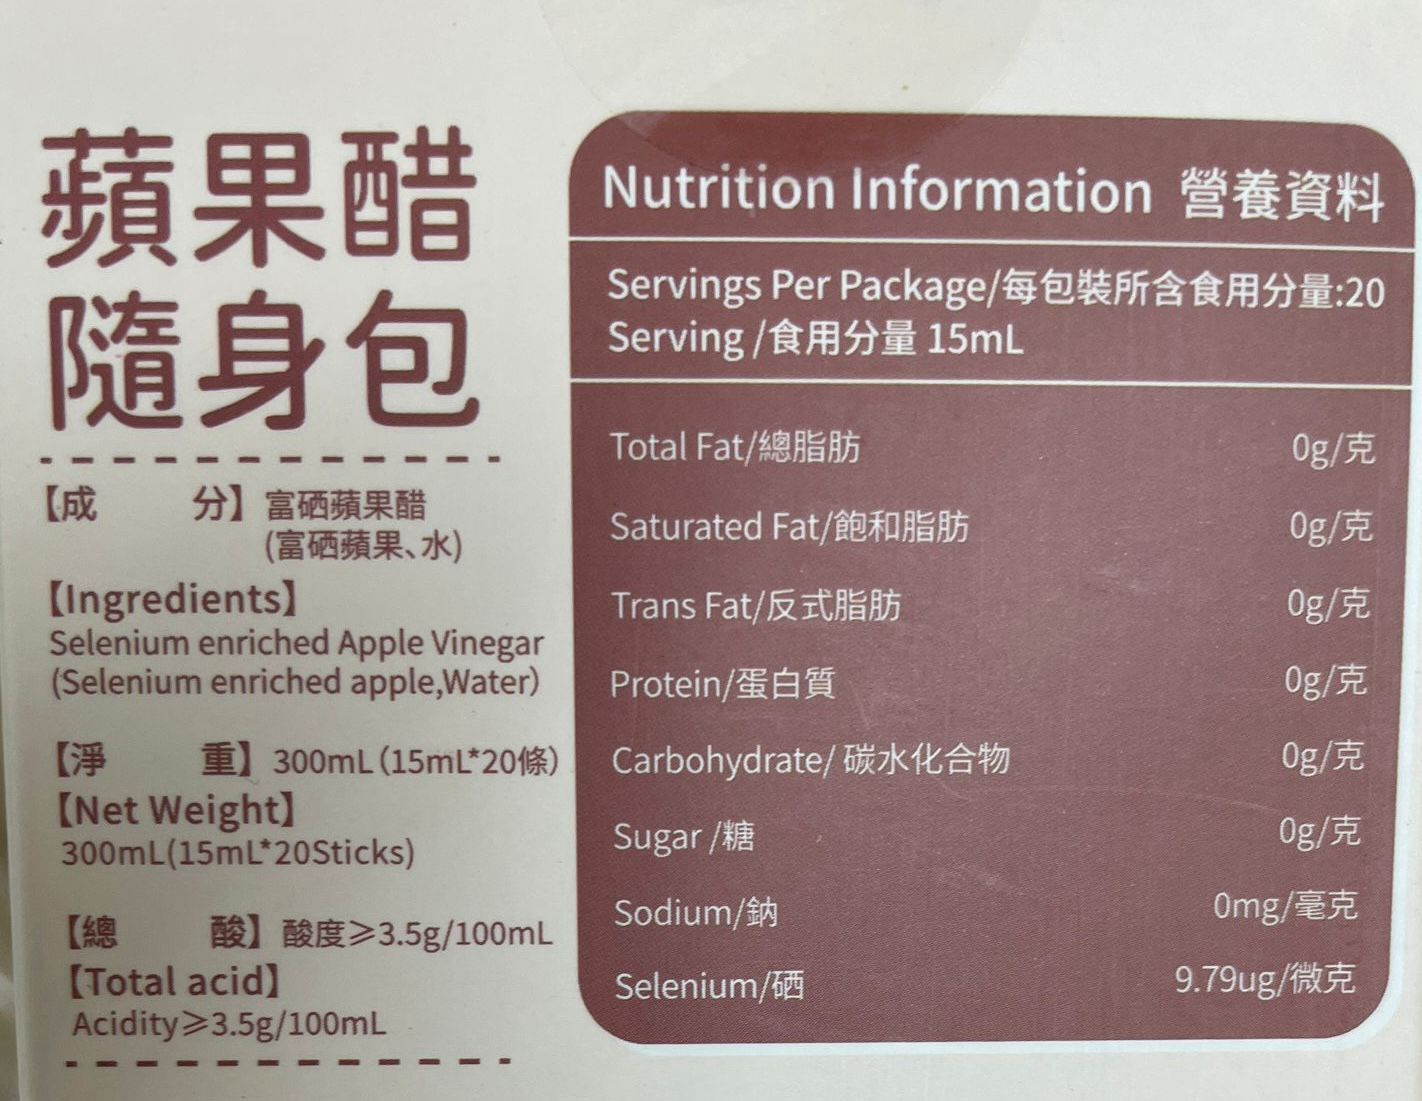 蘋果醋
隨身包
【成 分】富硒蘋果醋
(富硒蘋果、水)
【Ingredients】
Selenium enriched Apple Vinegar
(Selenium enriched apple,Water)
【淨 重】300mL(15mL*20條)
【Net Weight】
300mL(15mL*20Sticks)
【總 酸】酸度≥3.5g/100mL
【Total acid】
Acidity≥3.5g/100mL
Nutrition Information 營養資料
Servings Per Package/每包裝所含食用分量:20
Serving /食用分量 15mL
Total Fat/總脂肪 0g/克
Saturated Fat/飽和脂肪 0g/克
Trans Fat/反式脂肪 0g/克
Protein/蛋白質 0g/克
Carbohydrate/ 碳水化合物 0g/克
Sugar /糖 0g/克
Sodium/鈉 0mg/毫克
Selenium/硒 9.79ug/微克